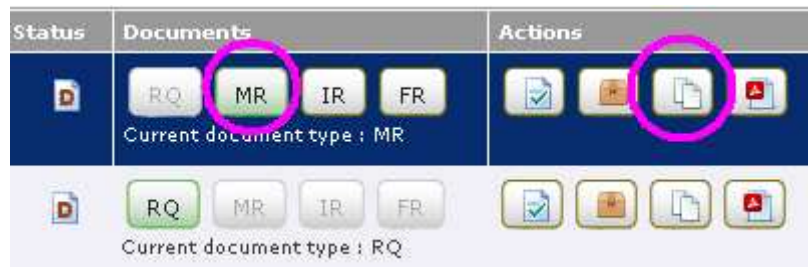 Status Documents Actions
D RQ MR IR FR
Current document type : MR
D RQ MR IR FR
Current document type : RQ